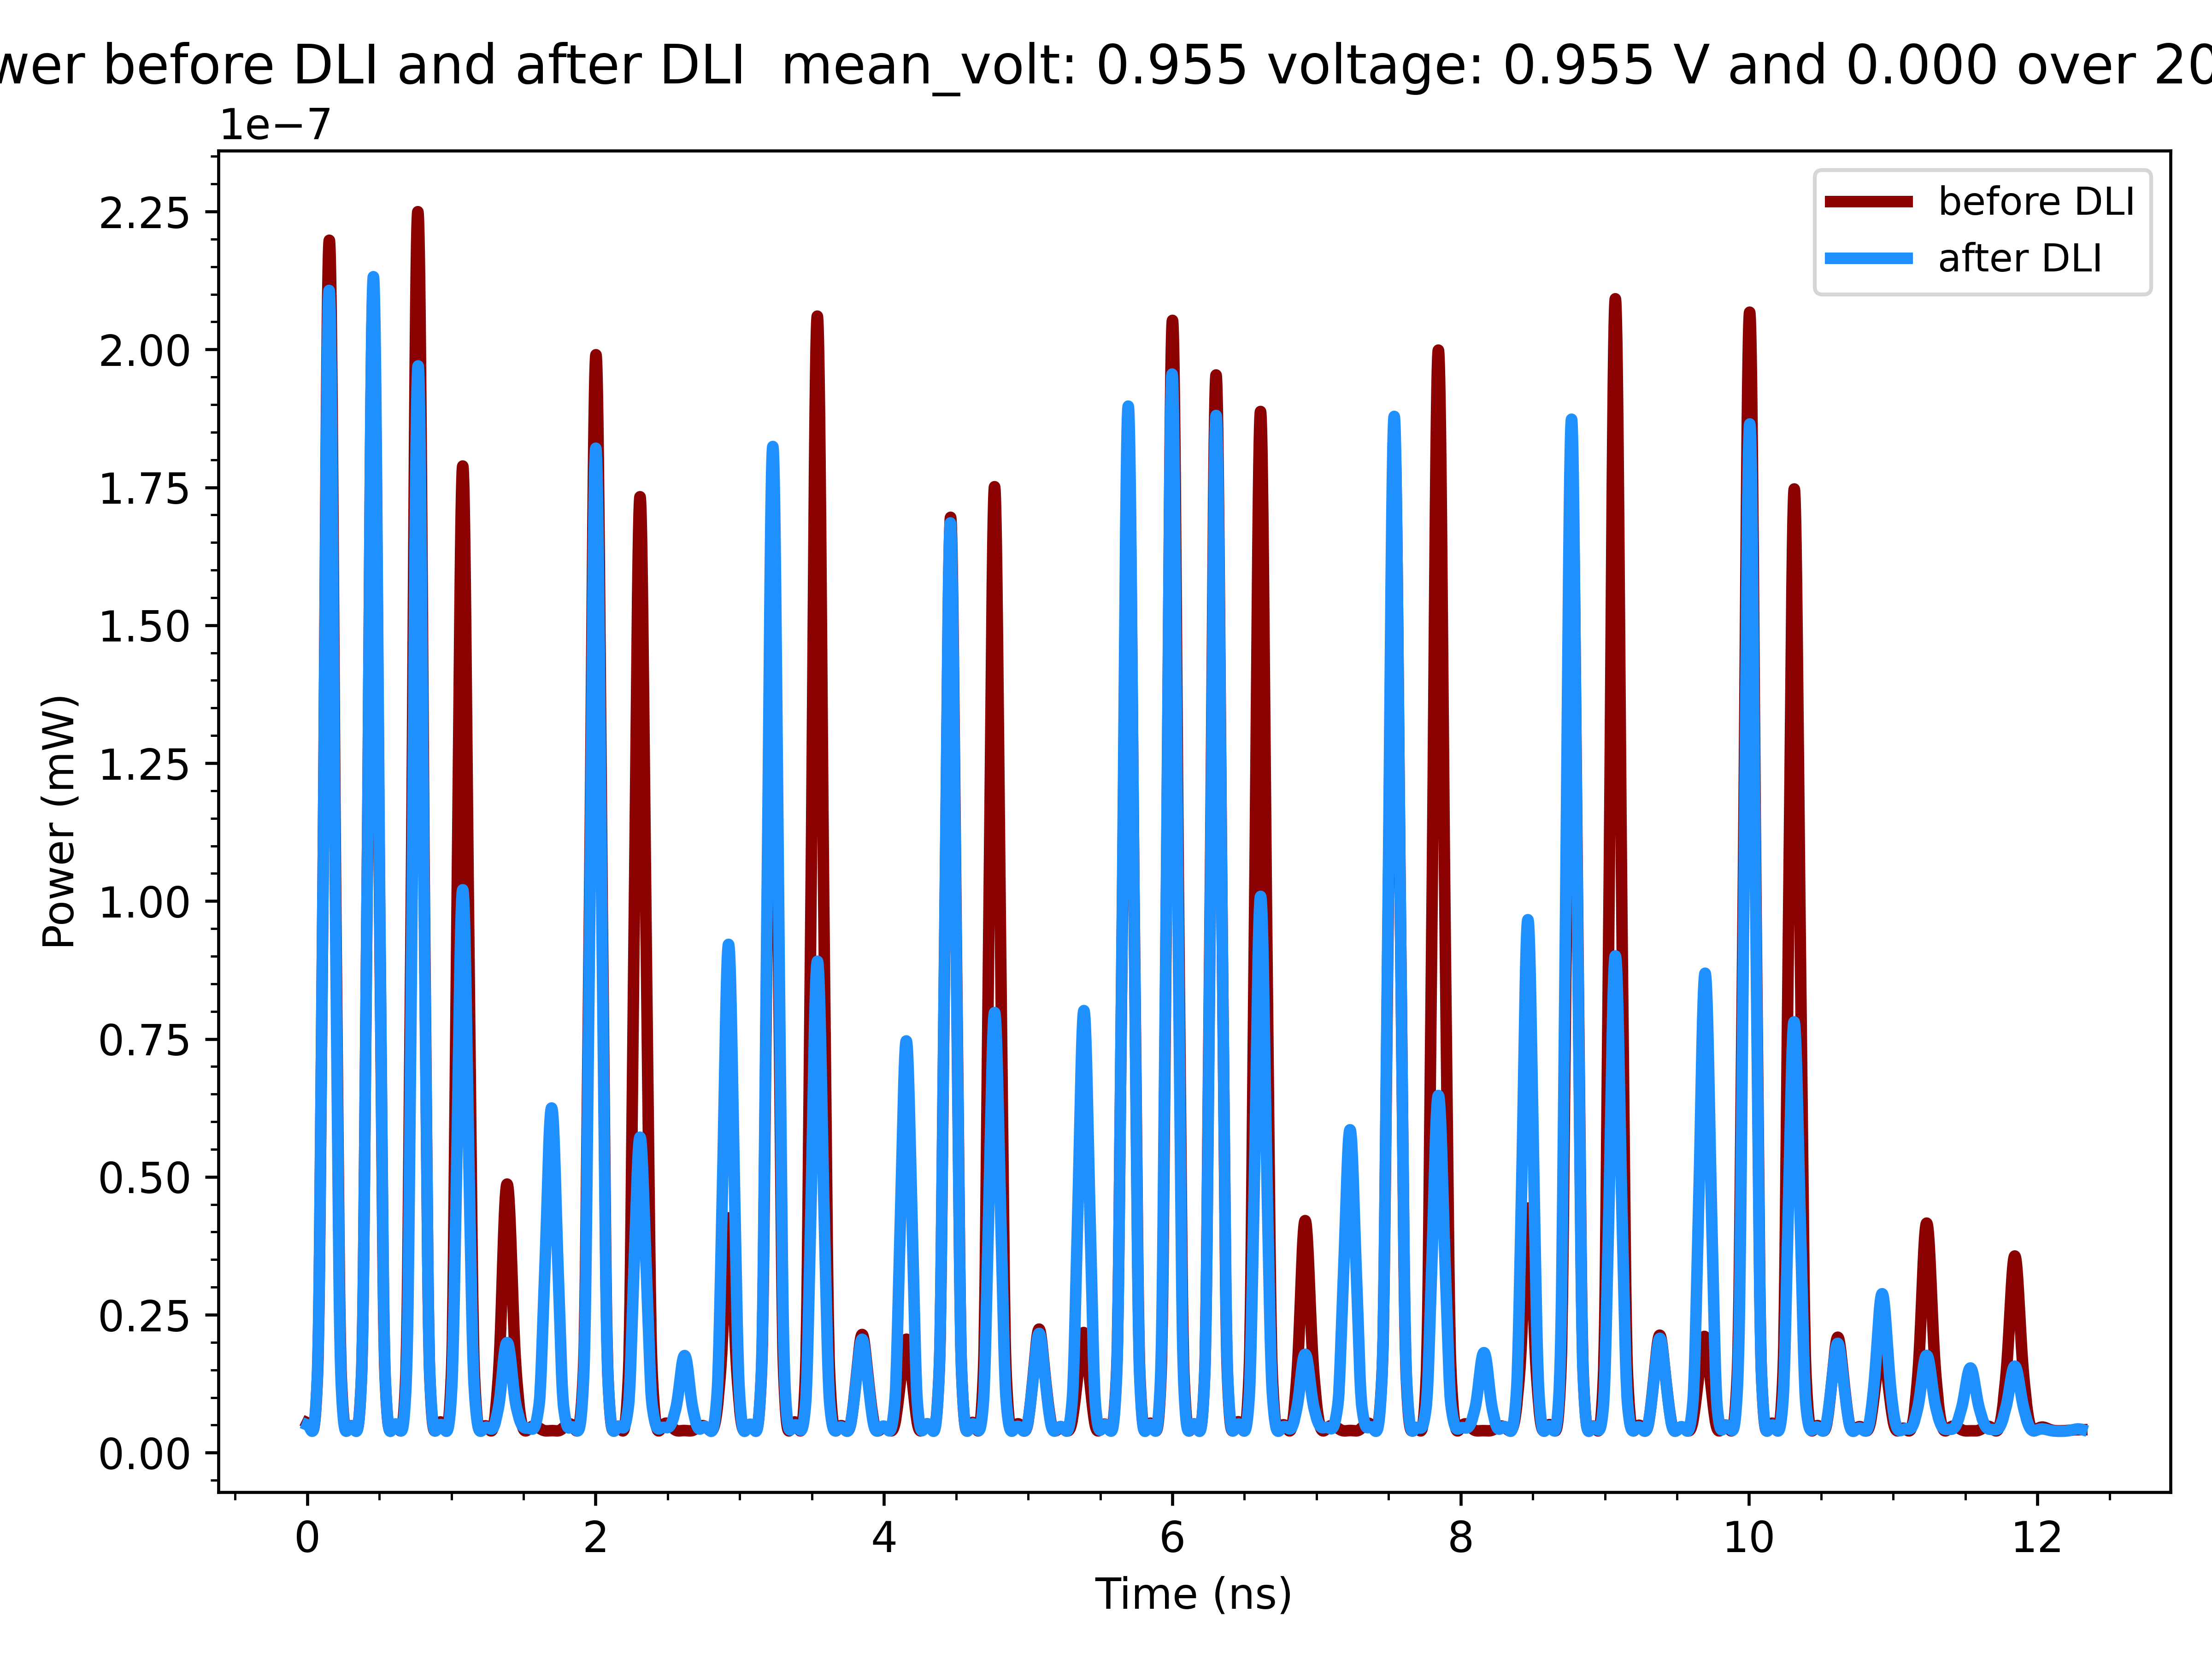 wer before DLI and after DLI  mean_volt: 0.955 voltage: 0.955 V and 0.000 over 20
1e−7
before DLI
after DLI
2.25
2.00
1.75
1.50
1.25
1.00
0.75
0.50
0.25
0.00
Power (mW)
0 2 4 6 8 10 12
Time (ns)